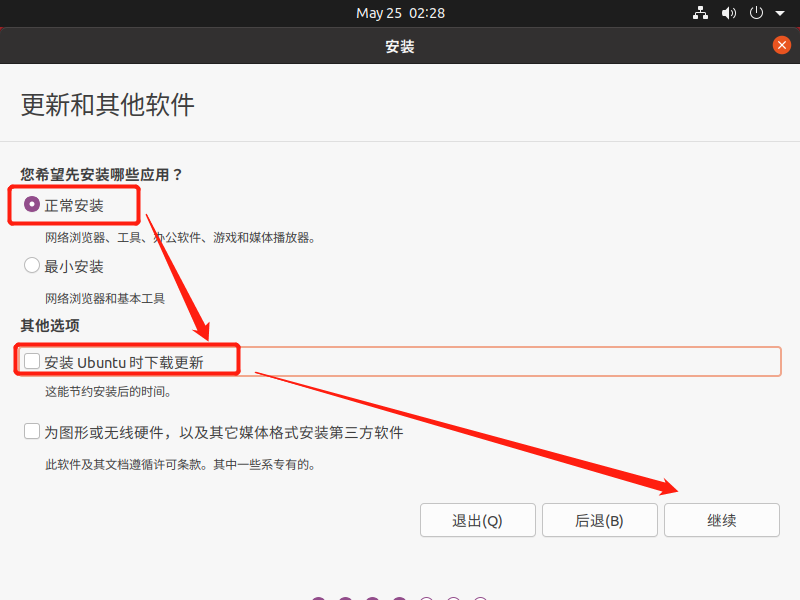 May 25 02:28
安装
更新和其他软件
您希望先安装哪些应用？
正常安装
网络浏览器、工具、办公软件、游戏和媒体播放器。
最小安装
网络浏览器和基本工具
其他选项
安装 Ubuntu 时下载更新
这能节约安装后的时间。
为图形或无线硬件，以及其它媒体格式安装第三方软件
此软件及其文档遵循许可条款。其中一些系专有的。
退出(Q) 后退(B) 继续